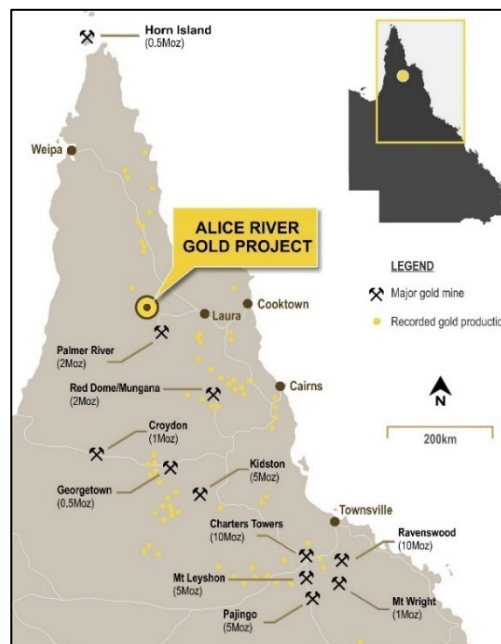 Horn Island
(0.5Moz)
Weipa
ALICE RIVER
GOLD PROJECT
LEGEND
Major gold mine
Recorded gold production
Cooktown
Laura
Palmer River
(2Moz)
Red Dome/Mungana
(2Moz)
Cairns
N
200km
Croydon
(1Moz)
Georgetown
(0.5Moz)
Kidston
(5Moz)
Townsville
Charters Towers
(10Moz)
Ravenswood
(10Moz)
Mt Leyshon
(5Moz)
Mt Wright
(1Moz)
Pajingo
(5Moz)